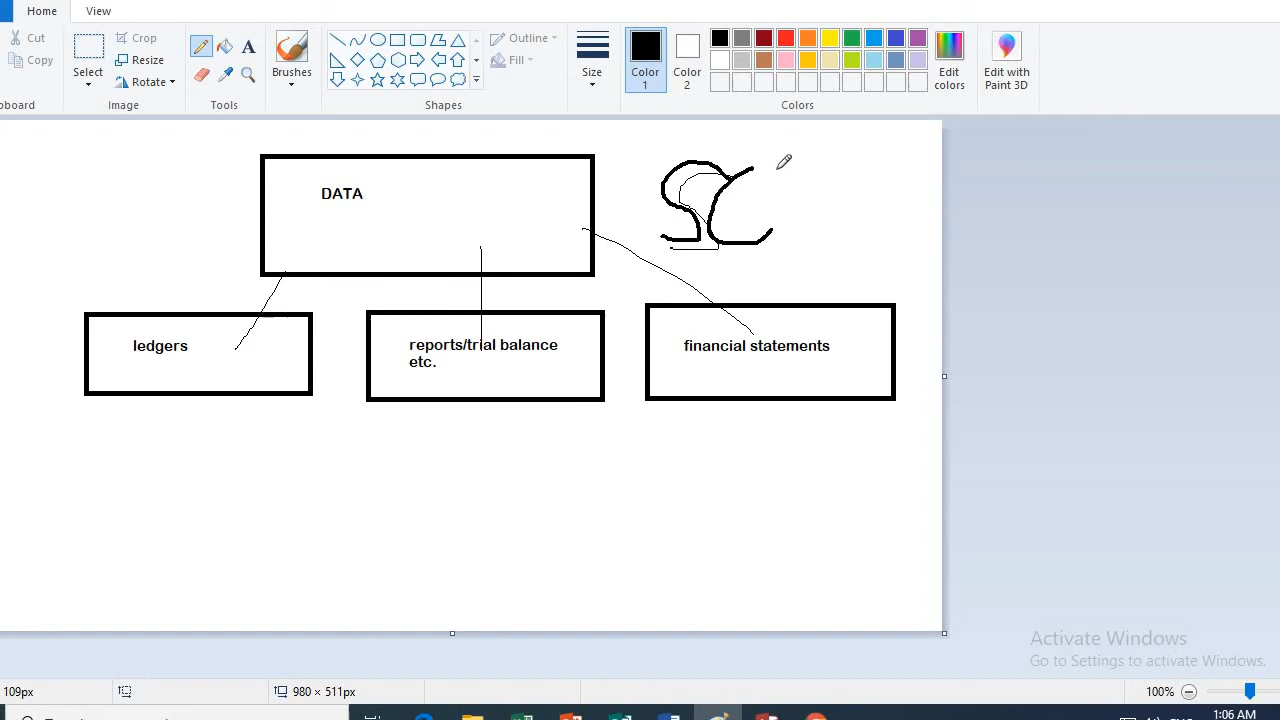 Home
View
Cut
Copy
Select
Crop
Resize
Rotate
A
Brushes
Outline
Fill
Size
Color
1
Color
2
Edit
colors
Edit with
Paint 3D
Image
Tools
Shapes
Colors
DATA
SC
ledgers
reports/trial balance
etc.
financial statements
Activate Windows
Go to Settings to activate Windows.
109px
980 × 511px
100%
1:06 AM